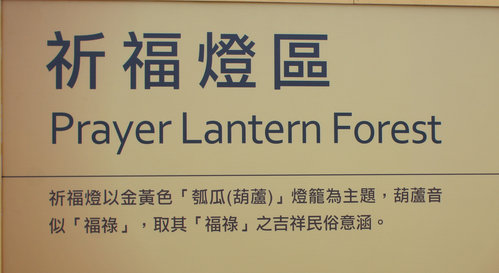 祈福燈區
Prayer Lantern Forest
祈福燈以金黃色「瓠瓜(葫蘆)」燈籠為主題，葫蘆音
似「福祿」，取其「福祿」之吉祥民俗意涵。